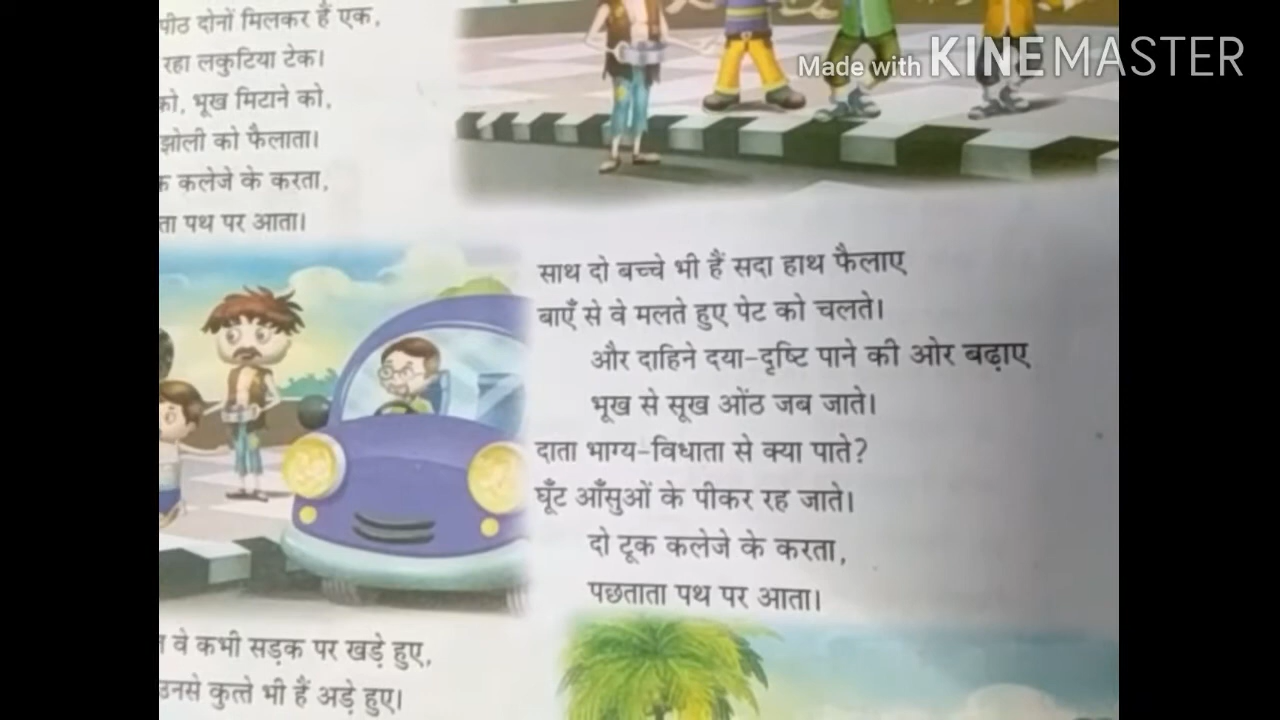 पीठ दोनों मिलकर हैं एक,
रहा लकुटिया टेक।
को, भूख मिटाने को,
झोली को फैलाता।
कलेजे के करता,
पथ पर आता।
वे कभी सड़क पर खड़े हुए,
उनसे कुत्ते भी हैं अड़े हुए।
Made with KINEMASTER
साथ दो बच्चे भी हैं सदा हाथ फैलाए
बाएँ से वे मलते हुए पेट को चलते।
और दाहिने दया-दृष्टि पाने की ओर बढ़ाए
भूख से सूख ओंठ जब जाते।
दाता भाग्य-विधाता से क्या पाते?
घूँट आँसुओं के पीकर रह जाते।
दो टूक कलेजे के करता,
पछताता पथ पर आता।